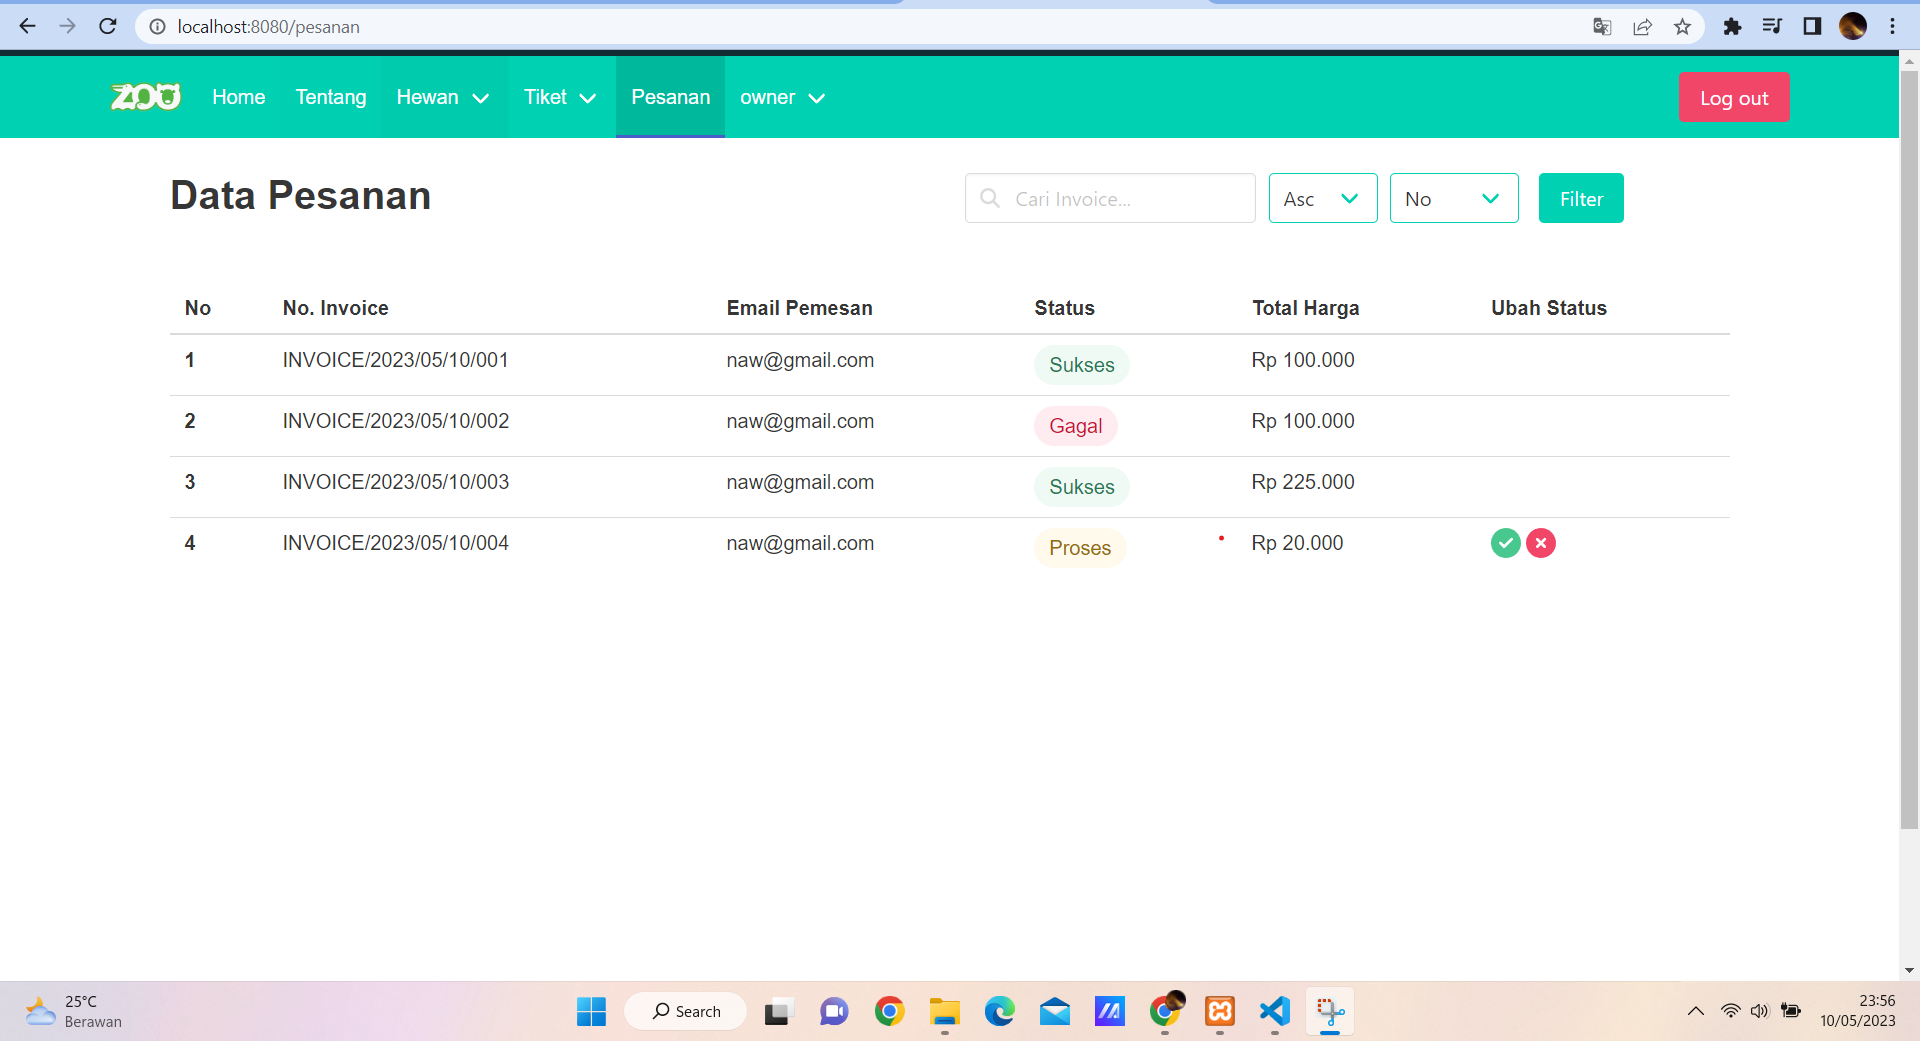 localhost:8080/pesanan
ZOO Home Tentang Hewan Tiket Pesanan owner Log out
Data Pesanan Cari Invoice... Asc No Filter
No No. Invoice Email Pemesan Status Total Harga Ubah Status
1 INVOICE/2023/05/10/001 naw@gmail.com Sukses Rp 100.000
2 INVOICE/2023/05/10/002 naw@gmail.com Gagal Rp 100.000
3 INVOICE/2023/05/10/003 naw@gmail.com Sukses Rp 225.000
4 INVOICE/2023/05/10/004 naw@gmail.com Proses Rp 20.000
25°C
Berawan
Search
23:56
10/05/2023